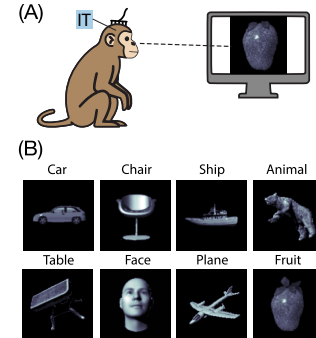 (A)
IT
(B)
Car Chair Ship Animal
Table Face Plane Fruit